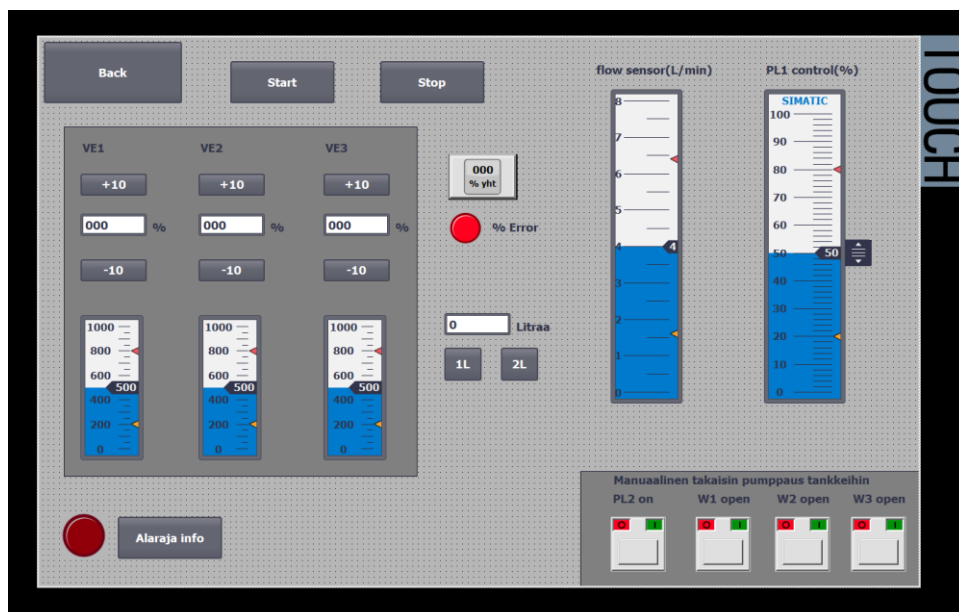 TOUCH
Back
Start
Stop
flow sensor(L/min)
PL1 control(%)
VE1
VE2
VE3
+10
+10
+10
000 %
000 %
000 %
-10
-10
-10
1000
800
600
500
400
200
0
1000
800
600
500
400
200
0
1000
800
600
500
400
200
0
000
% yht
% Error
0 Litraa
1L
2L
8
7
6
5
4
4
3
2
1
0
SIMATIC
100
90
80
70
60
50
50
40
30
20
10
0
Manuaalinen takaisin pumppaus tankkeihin
PL2 on
W1 open
W2 open
W3 open
O I
O I
O I
O I
Alaraja info